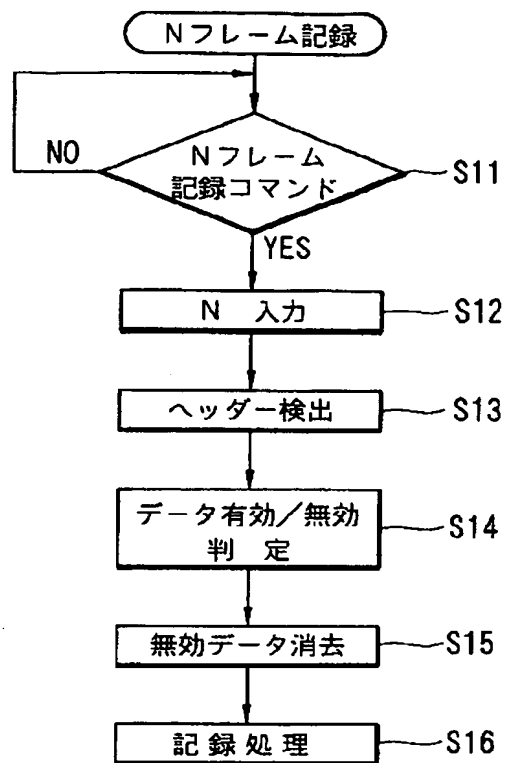 Nフレーム記録
NO
Nフレーム
記録コマンド
S11
YES
N 入力
S12
ヘッダー検出
S13
データ有効/無効
判 定
S14
無効データ消去
S15
記録処理
S16